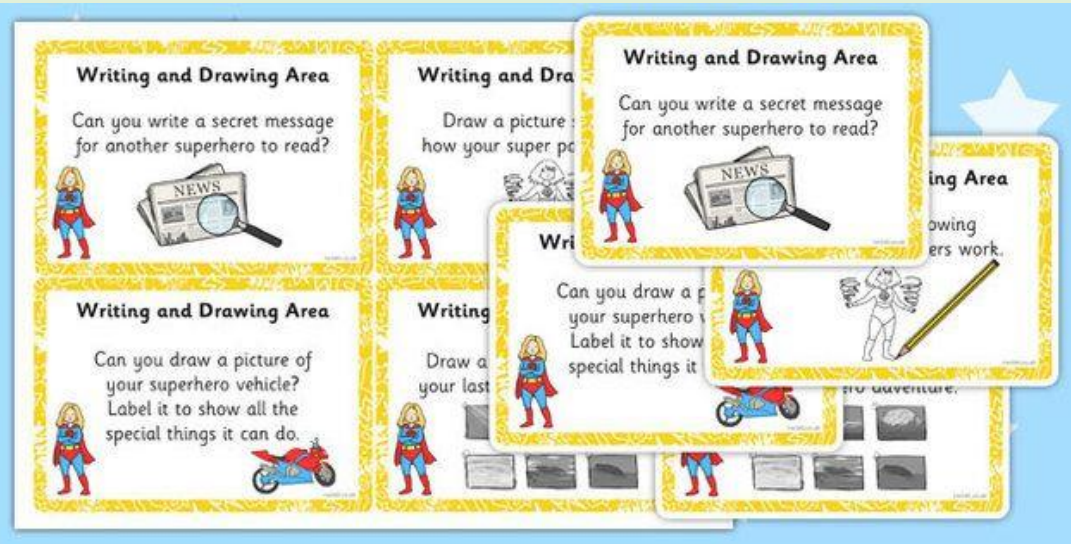 Writing and Drawing Area
Can you write a secret message
for another superhero to read?
NEWS
Writing and Dra
Draw a picture
how your super po
Writing and Drawing Area
Can you write a secret message
for another superhero to read?
NEWS
ing Area
owing
ers work.
Writing and Drawing Area
Can you draw a picture of
your superhero vehicle?
Label it to show all the
special things it can do.
Writing
Draw a
your last
Wri
Can you draw a p
your superhero v
Label it to show
special things it
ero adventure.